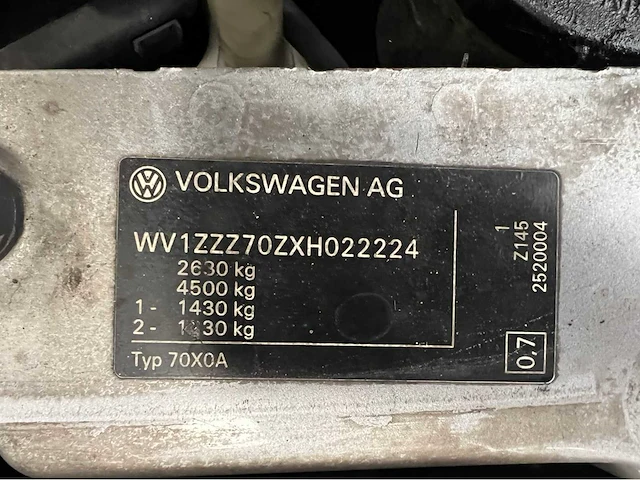 VOLKSWAGEN AG
WV1ZZZ70ZXH022224
2630 kg
4500 kg
1- 1430 kg
2- kg
Typ 70X0A
1
Z145
2520004
0,7